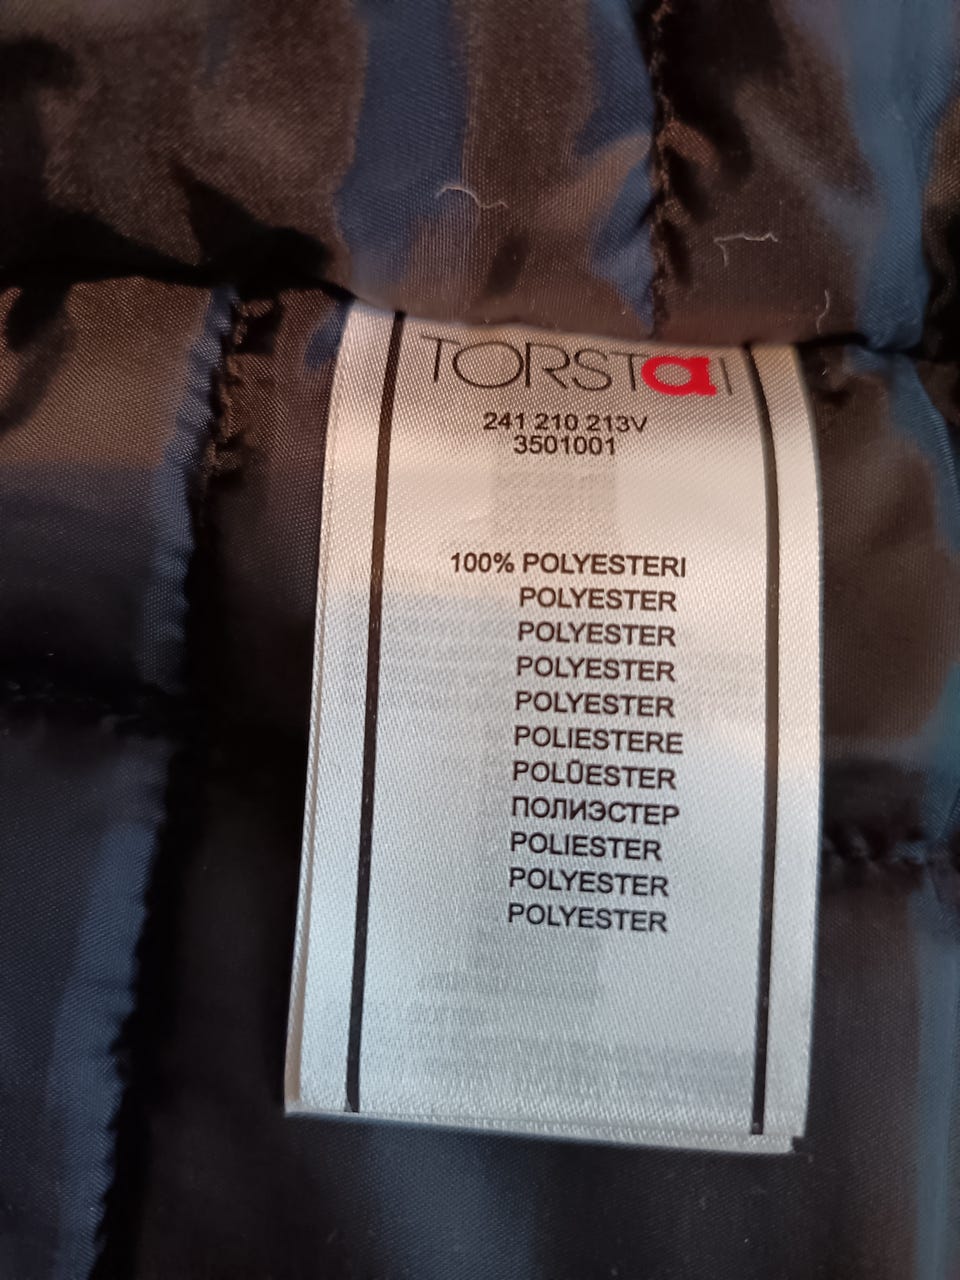 TORSTaI
241 210 213V
3501001
100% POLYESTERI
POLYESTER
POLYESTER
POLYESTER
POLYESTER
POLIESTERE
POLÜESTER
ПОЛИЭСТЕР
POLIESTER
POLYESTER
POLYESTER